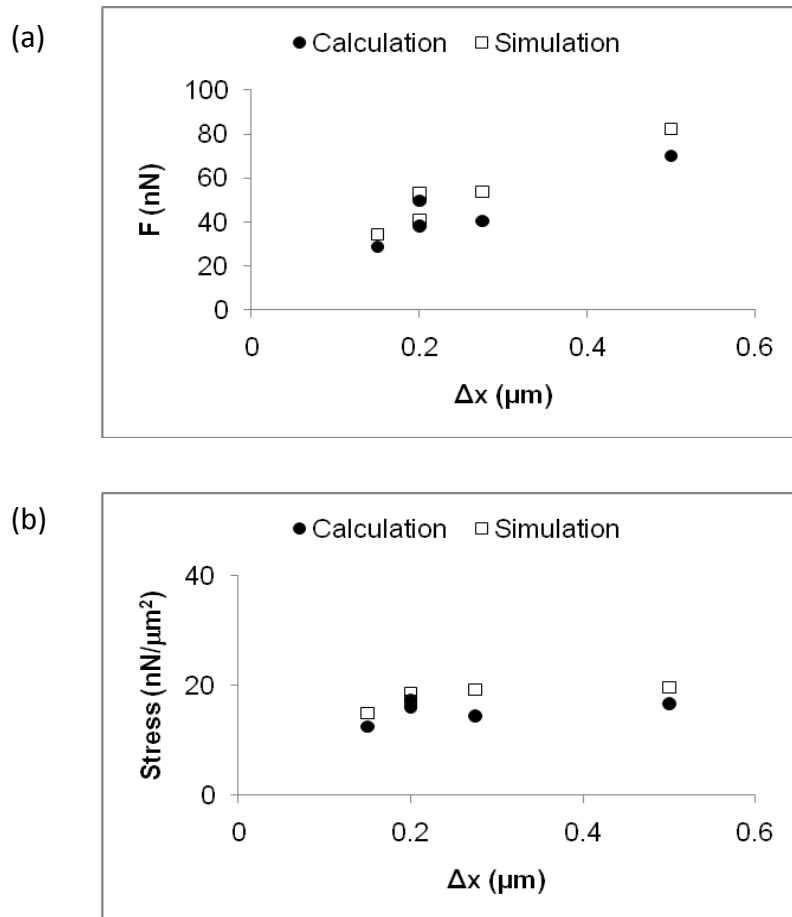 (a)
● Calculation □ Simulation
100
80
60
40
20
0
F (nN)
0 0.2 0.4 0.6
Δx (µm)
(b)
● Calculation □ Simulation
40
20
0
Stress (nN/µm²)
0 0.2 0.4 0.6
Δx (µm)